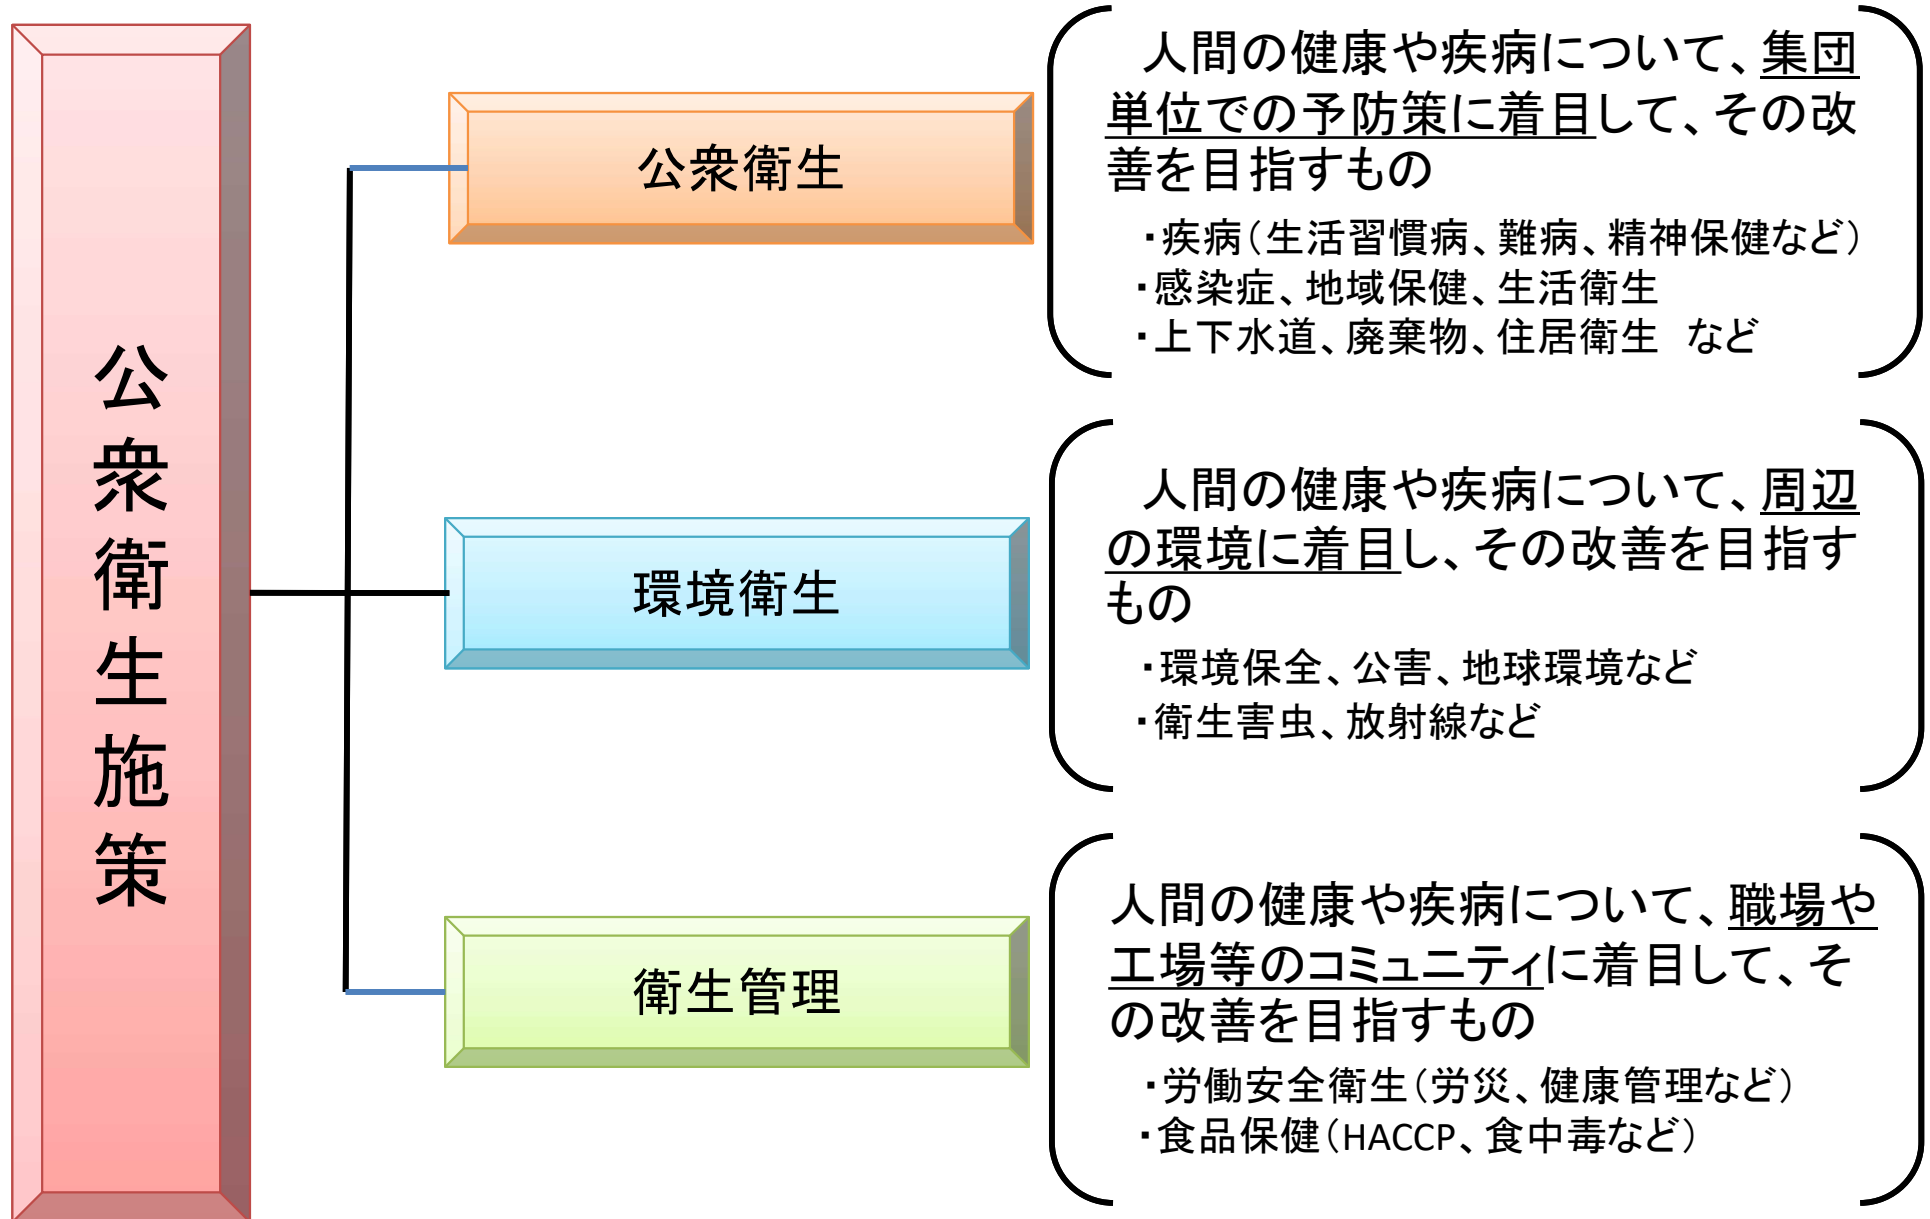 公衆衛生施策
公衆衛生
人間の健康や疾病について、集団
単位での予防策に着目して、その改
善を目指すもの
・疾病（生活習慣病、難病、精神保健など）
・感染症、地域保健、生活衛生
・上下水道、廃棄物、住居衛生　など
環境衛生
人間の健康や疾病について、周辺
の環境に着目し、その改善を目指す
もの
・環境保全、公害、地球環境など
・衛生害虫、放射線など
衛生管理
人間の健康や疾病について、職場や
工場等のコミュニティに着目して、そ
の改善を目指すもの
・労働安全衛生（労災、健康管理など）
・食品保健（HACCP、食中毒など）